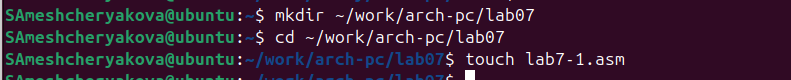 SAmeshcheryakova@ubuntu:~$ mkdir ~/work/arch-pc/lab07
SAmeshcheryakova@ubuntu:~$ cd ~/work/arch-pc/lab07
SAmeshcheryakova@ubuntu:~/work/arch-pc/lab07$ touch lab7-1.asm